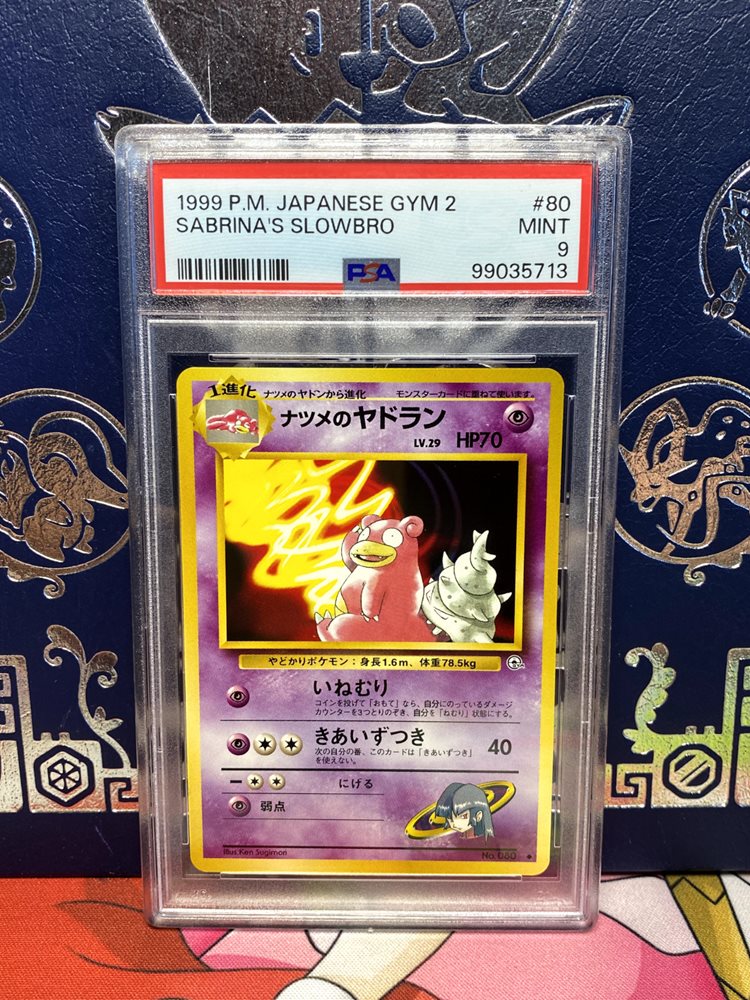 1999 P.M. JAPANESE GYM 2 #80
SABRINA'S SLOWBRO MINT
9
PSA 99035713
1進化 ナツメのヤドンから進化 モンスターカードに重ねて使います。
ナツメのヤドラン
LV.29 HP70
やどかりポケモン:身長1.6m、体重78.5kg
いねむり
コインを投げて「おもて」なら、自分にのっているダメージ
カウンターを3つとりのぞき、自分を「ねむり」状態にする。
きあいずつき 40
次の自分の番、このカードは「きあいずつき」
を使えない。
にげる
弱点
Illus.Ken Sugimori No.080